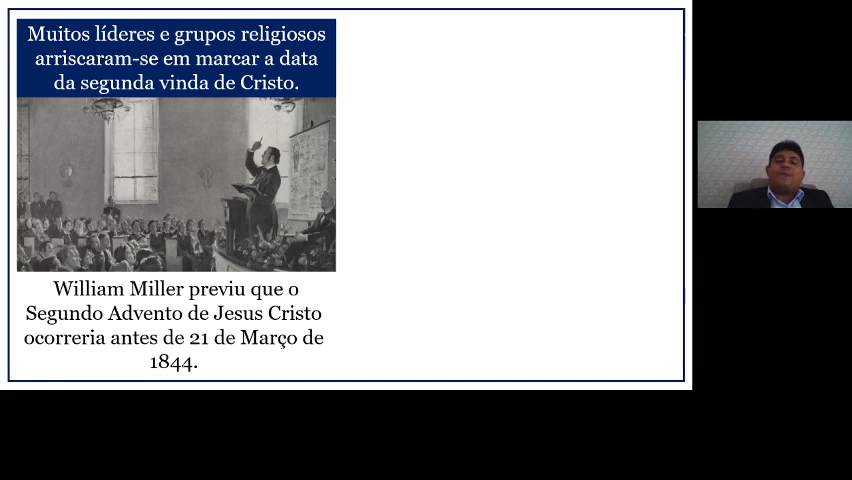 Muitos líderes e grupos religiosos
arriscaram-se em marcar a data
da segunda vinda de Cristo.
William Miller previu que o
Segundo Advento de Jesus Cristo
ocorreria antes de 21 de Março de
1844.